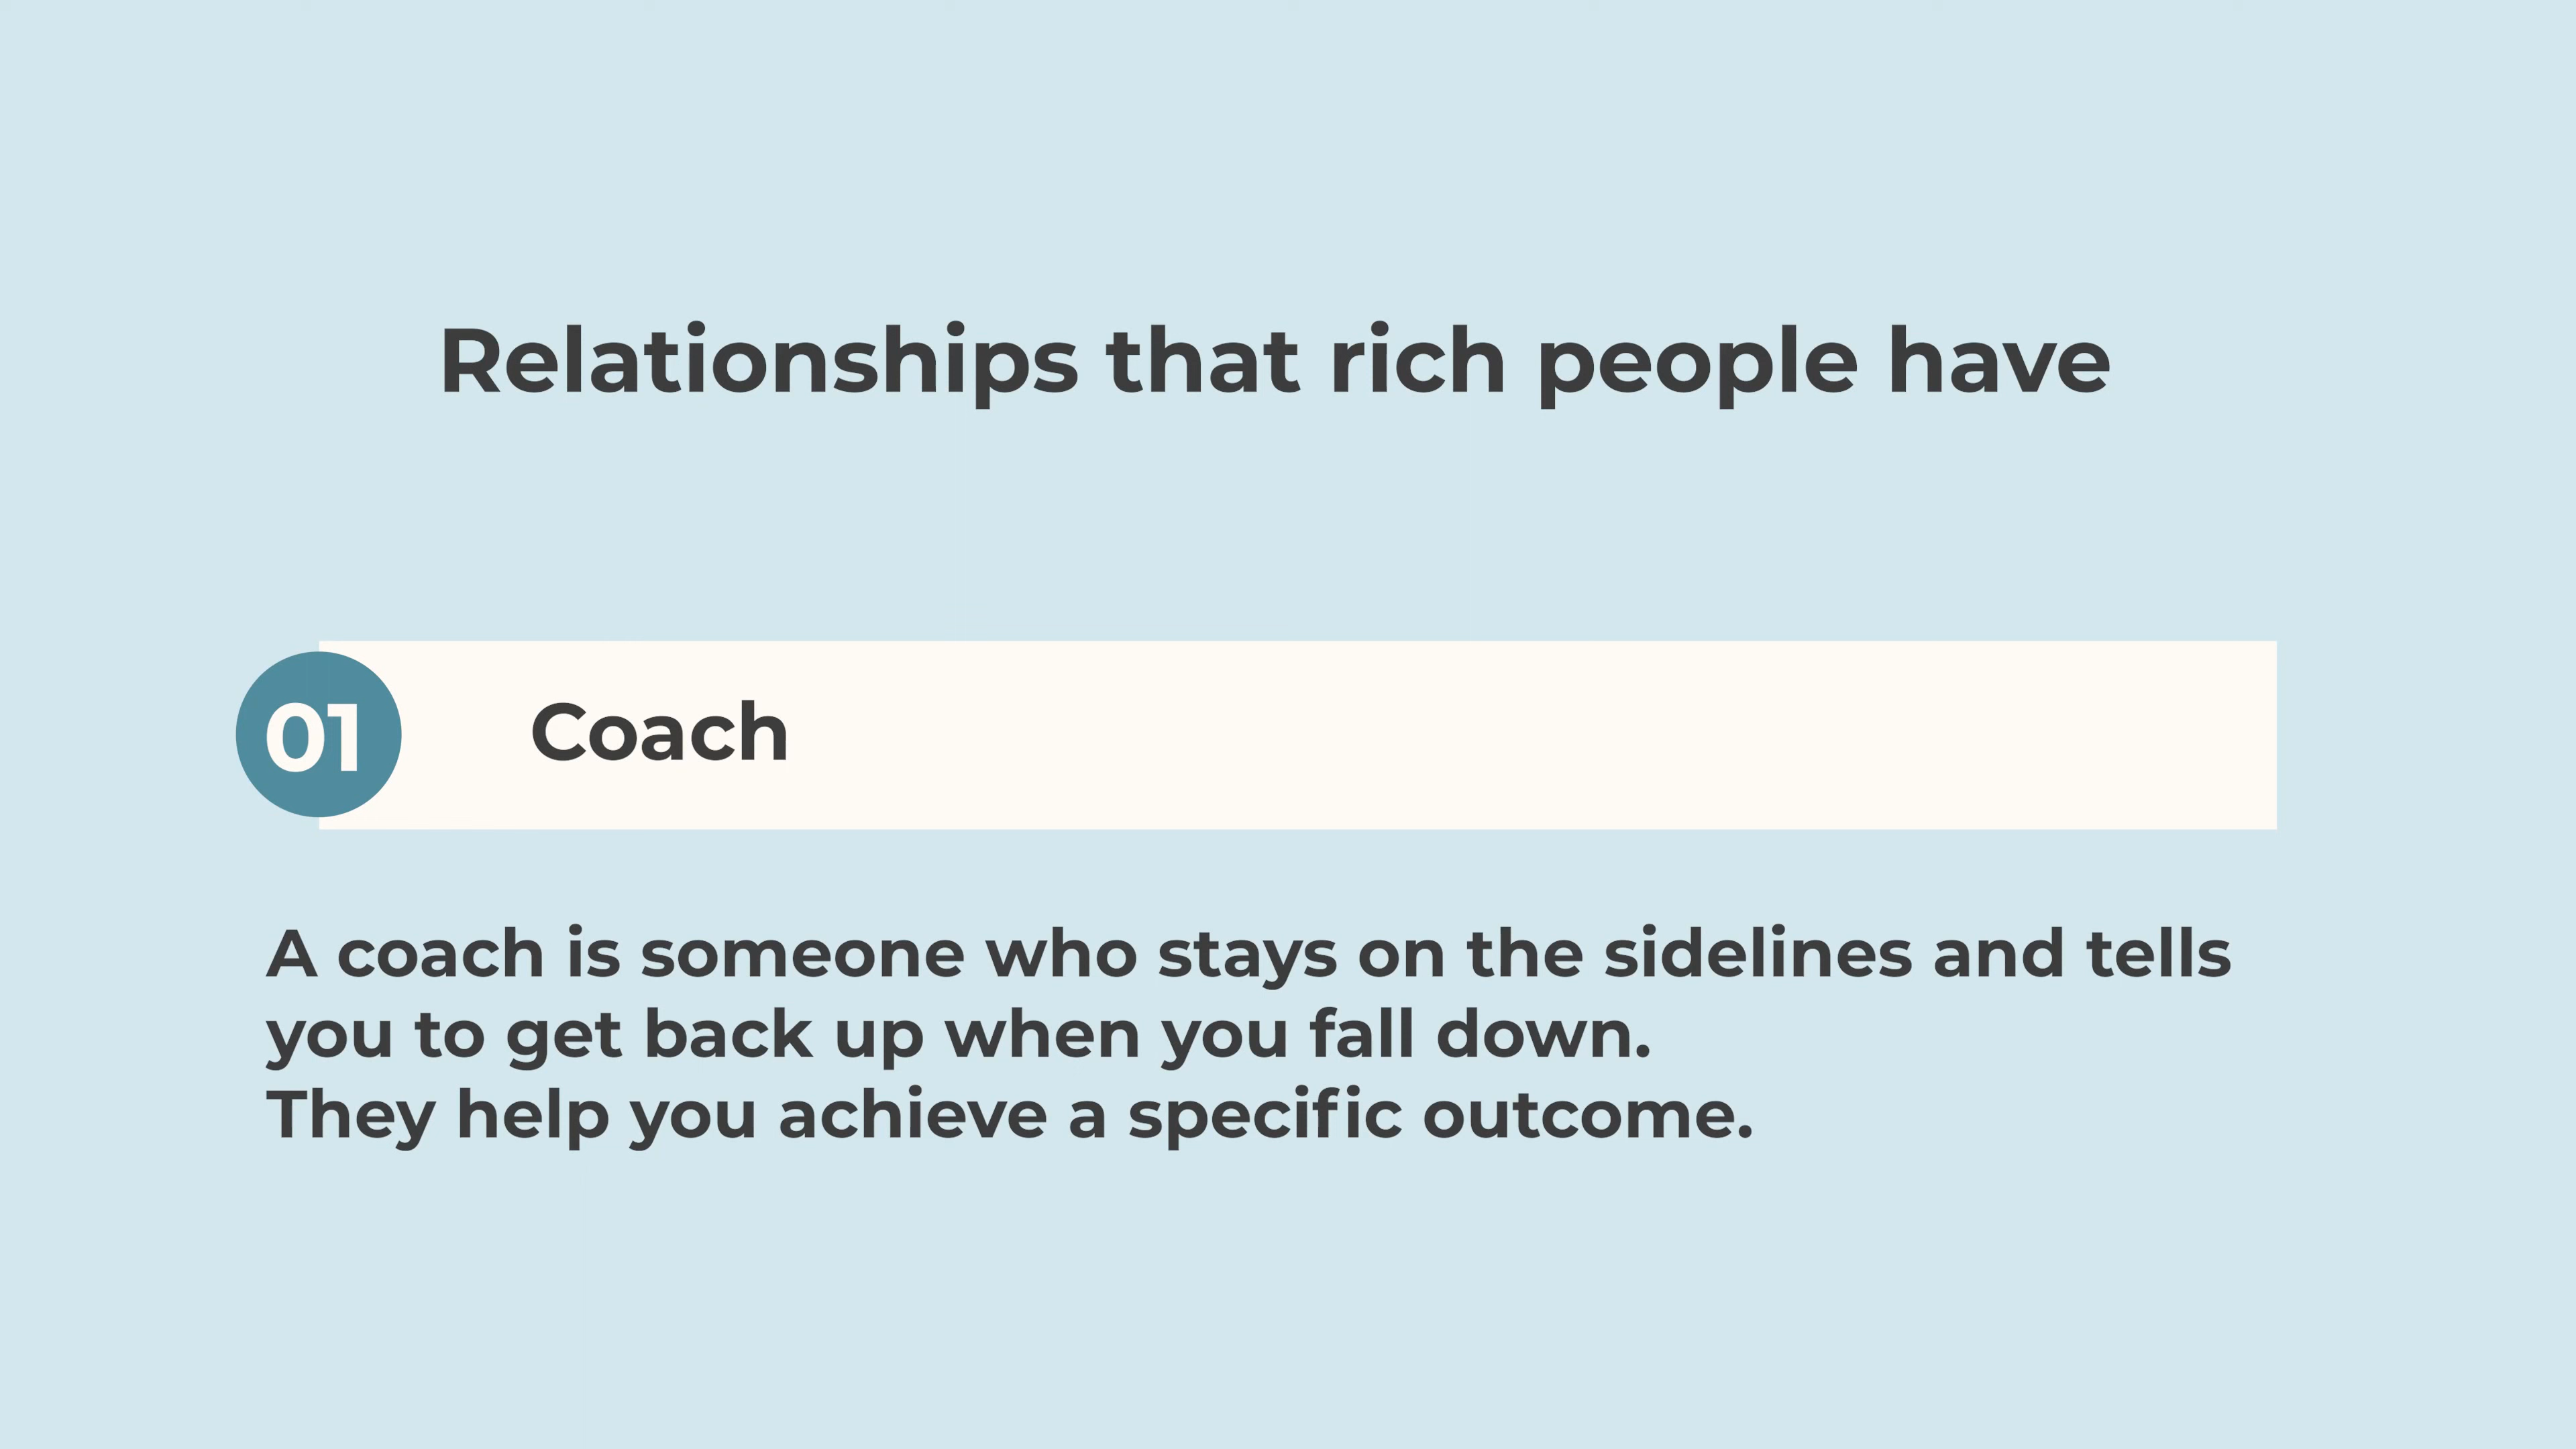 Relationships that rich people have
01
Coach
A coach is someone who stays on the sidelines and tells
you to get back up when you fall down.
They help you achieve a specific outcome.